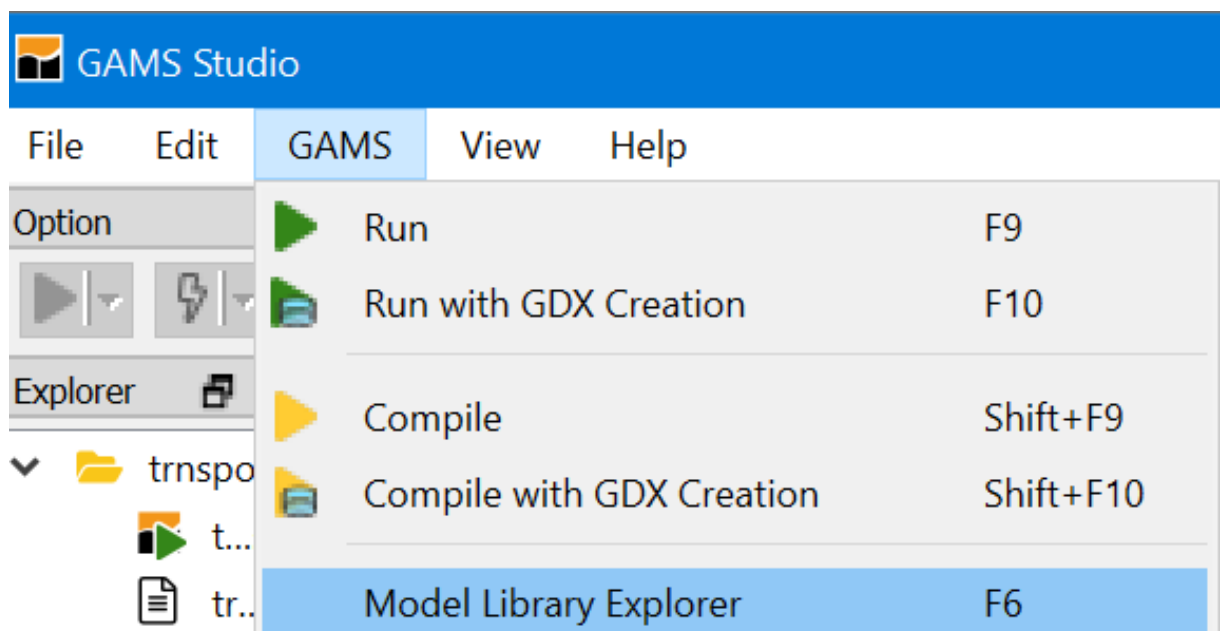 GAMS Studio
File Edit GAMS View Help
Option
Run F9
Run with GDX Creation F10
Explorer
Compile Shift+F9
trnspo
Compile with GDX Creation Shift+F10
t...
Model Library Explorer F6
tr..